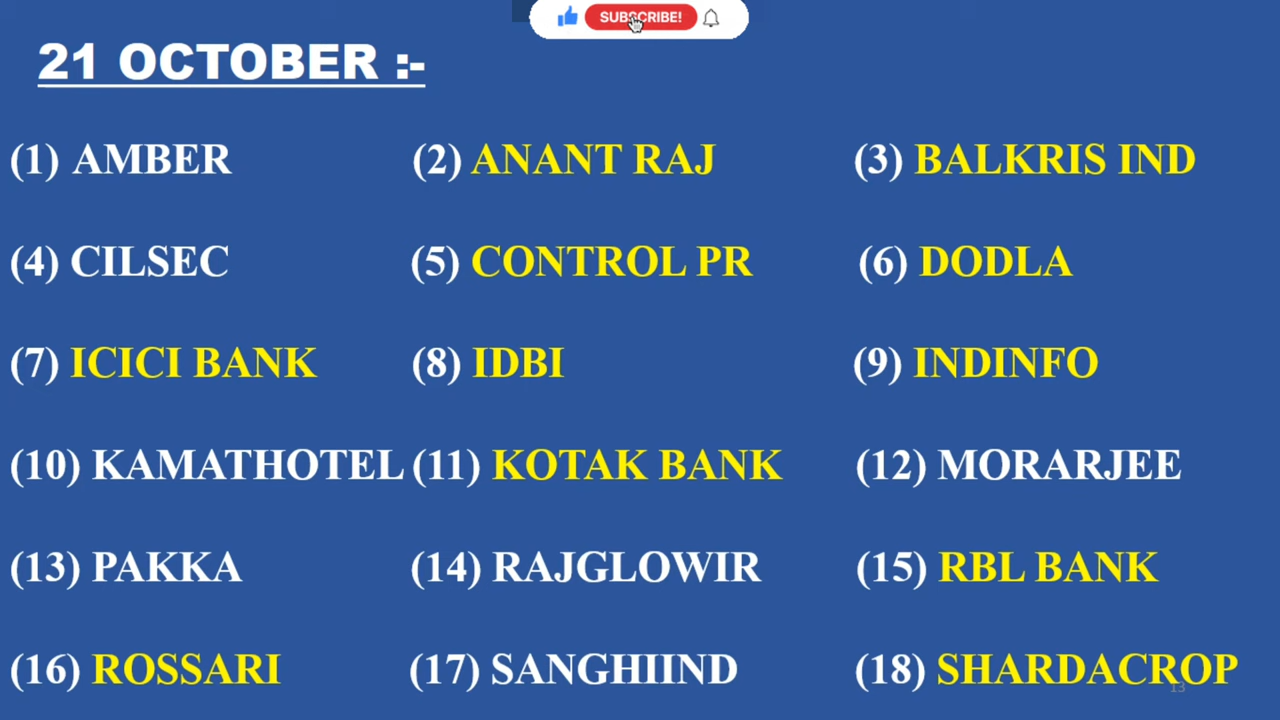 SUBSCRIBE!
21 OCTOBER :-
(1) AMBER (2) ANANT RAJ (3) BALKRIS IND
(4) CILSEC (5) CONTROL PR (6) DODLA
(7) ICICI BANK (8) IDBI (9) INDINFO
(10) KAMATHOTEL (11) KOTAK BANK (12) MORARJEE
(13) PAKKA (14) RAJGLOWIR (15) RBL BANK
(16) ROSSARI (17) SANGHIIND (18) SHARDACROP
13